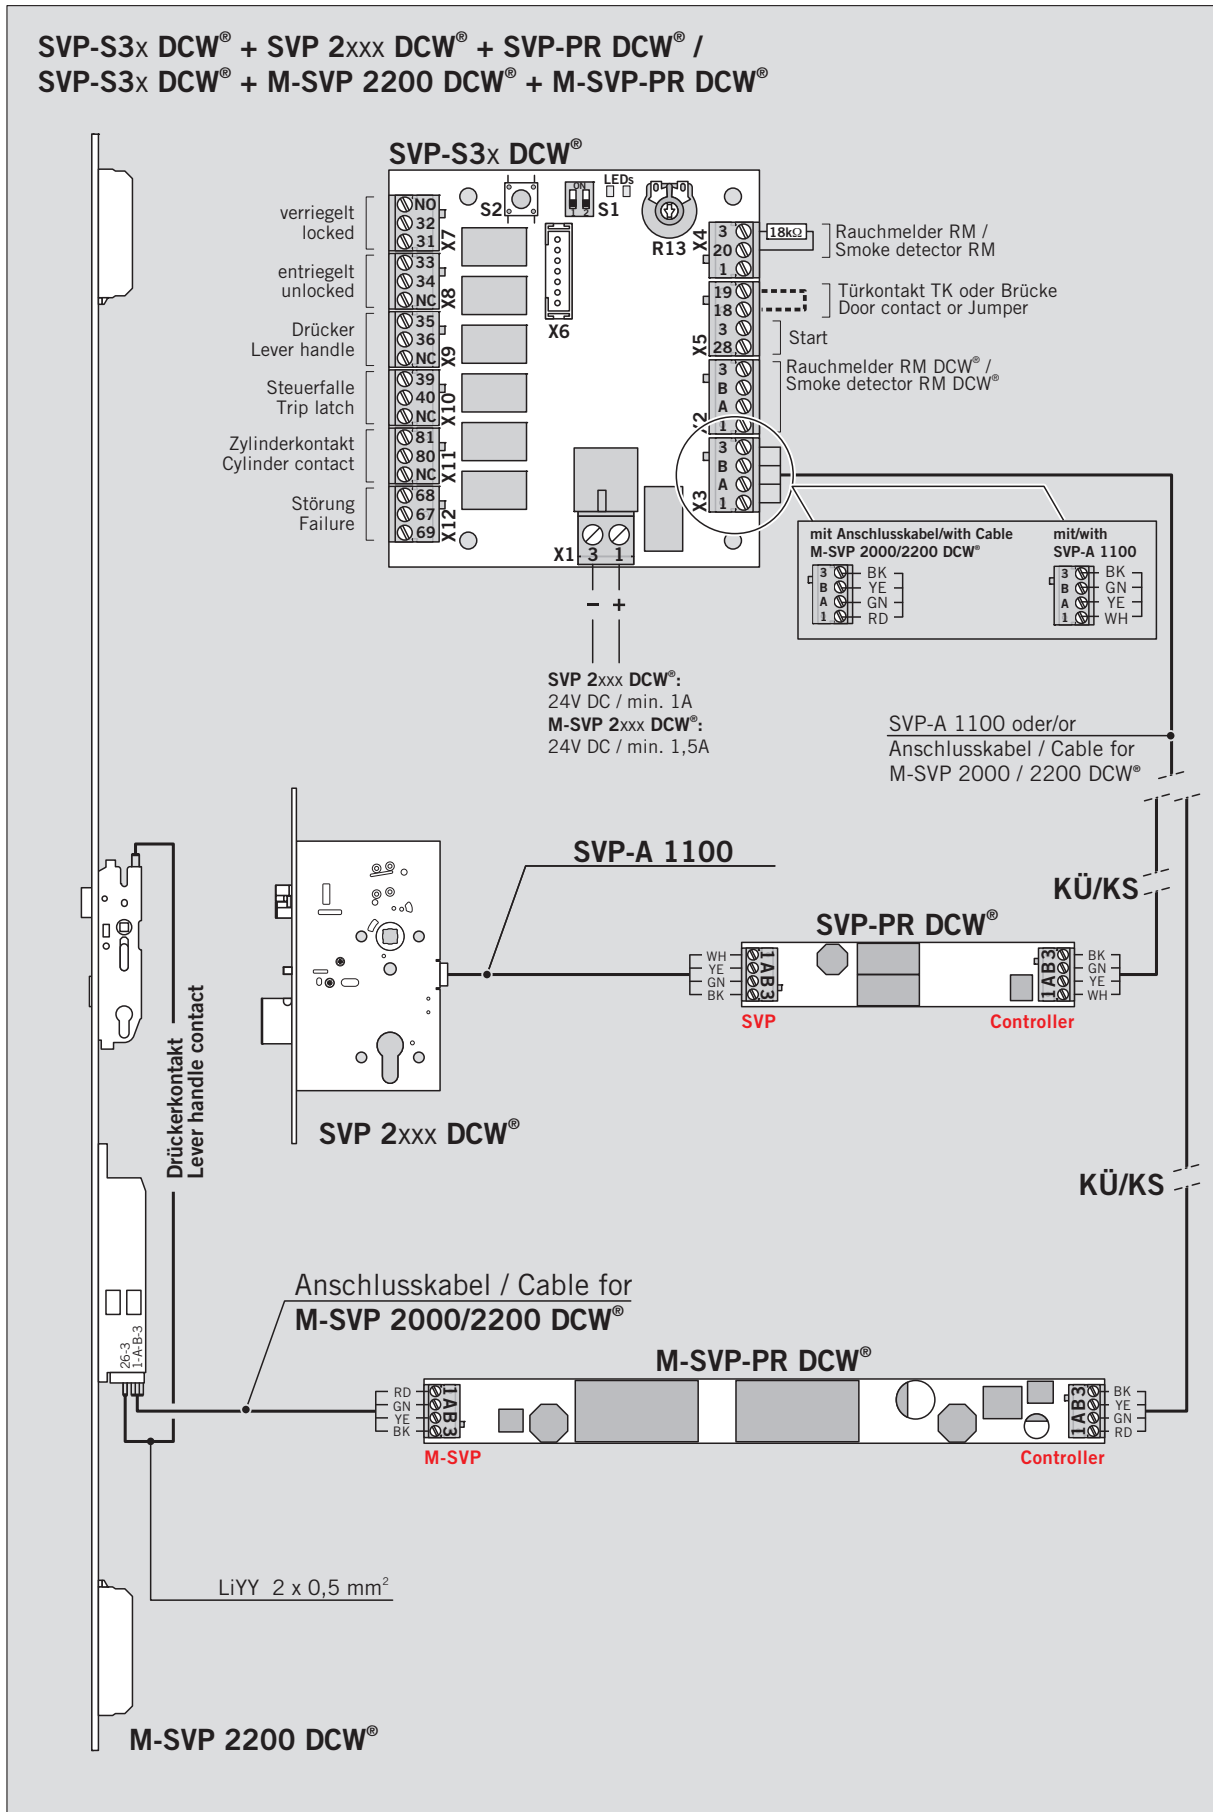 SVP-S3x DCW® + SVP 2xxx DCW® + SVP-PR DCW® /
SVP-S3x DCW® + M-SVP 2200 DCW® + M-SVP-PR DCW®
SVP-S3x DCW®
verriegelt
locked
NO
32
31
X7
entriegelt
unlocked
33
34
NC
X8
Drücker
Lever handle
35
36
NC
X9
Steuerfalle
Trip latch
39
40
NC
X10
Zylinderkontakt
Cylinder contact
81
80
NC
X11
Störung
Failure
68
67
69
X12
S2
ON
1 2
S1
LEDs
R13
X6
X4
3
20
1
18kΩ
Rauchmelder RM /
Smoke detector RM
X5
19
18
3
28
Türkontakt TK oder Brücke
Door contact or Jumper
Start
X2
3
B
A
1
Rauchmelder RM DCW® /
Smoke detector RM DCW®
X3
3
B
A
1
X1 3 1
– +
mit Anschlusskabel/with Cable
M-SVP 2000/2200 DCW®
3 BK
B YE
A GN
1 RD
mit/with
SVP-A 1100
3 BK
B GN
A YE
1 WH
SVP 2xxx DCW®:
24V DC / min. 1A
M-SVP 2xxx DCW®:
24V DC / min. 1,5A
SVP-A 1100 oder/or
Anschlusskabel / Cable for
M-SVP 2000 / 2200 DCW®
SVP-A 1100
KÜ/KS
SVP-PR DCW®
WH
YE
GN
BK
1AB3
1AB3
BK
GN
YE
WH
SVP
Controller
Drückerkontakt
Lever handle contact
SVP 2xxx DCW®
KÜ/KS
Anschlusskabel / Cable for
M-SVP 2000/2200 DCW®
26-3
1-A-B-3
M-SVP-PR DCW®
RD
GN
YE
BK
1AB3
1AB3
BK
YE
GN
RD
M-SVP
Controller
LiYY 2 x 0,5 mm²
M-SVP 2200 DCW®